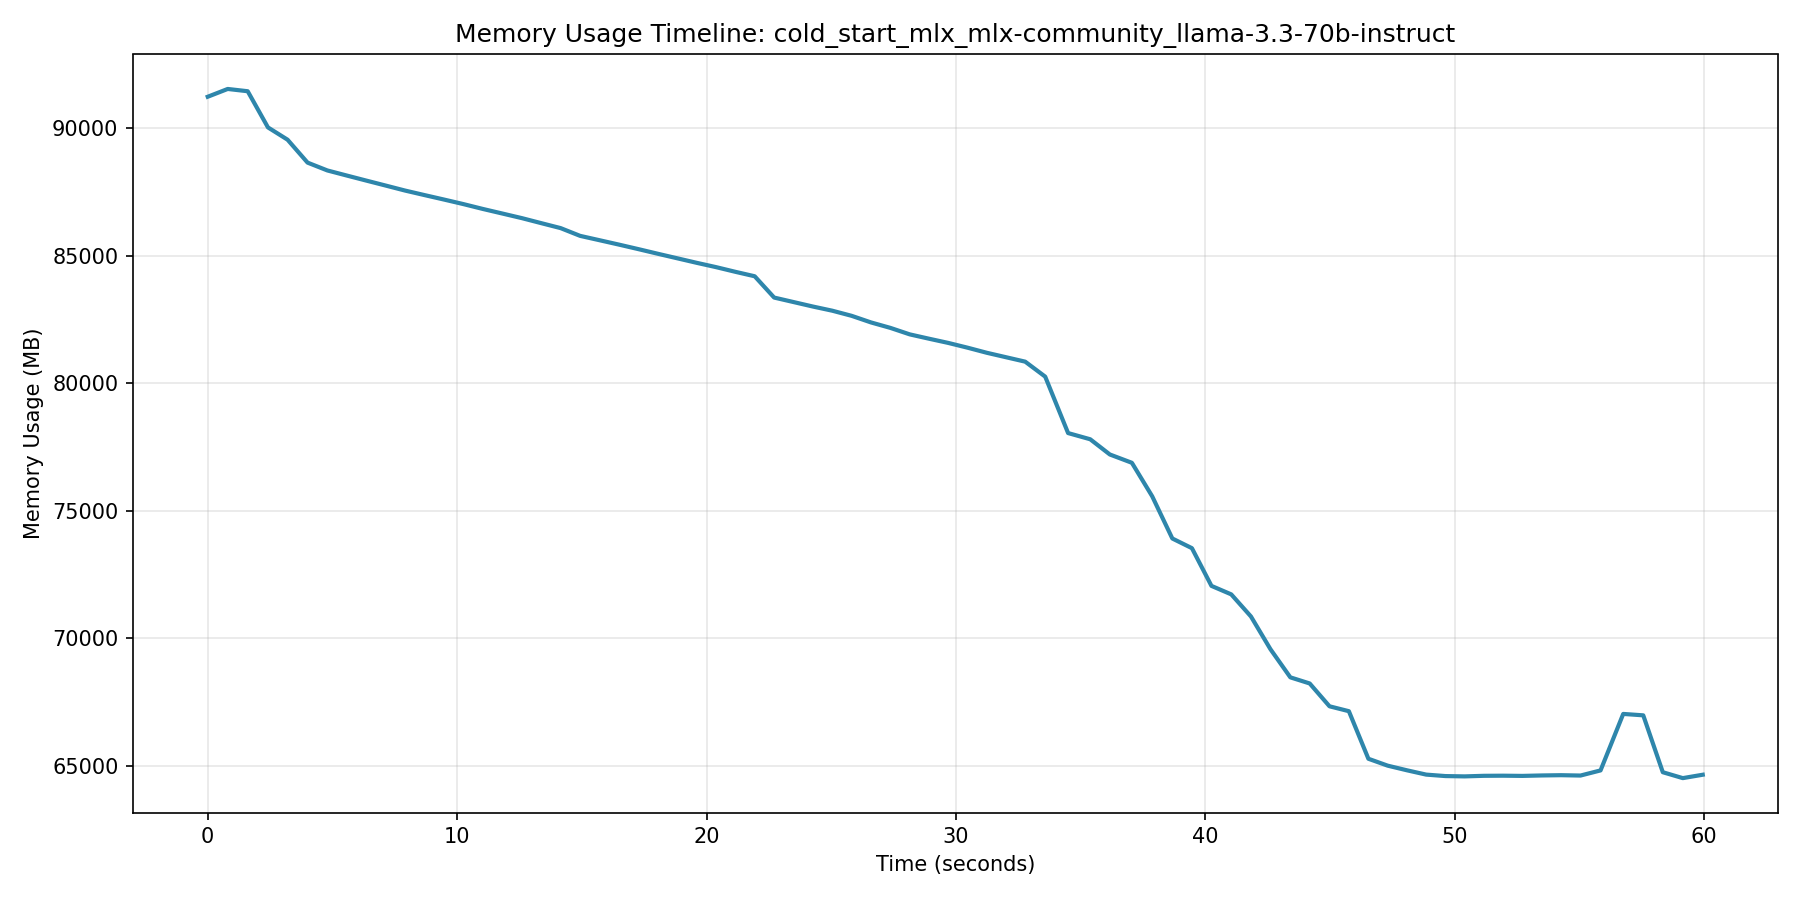 Memory Usage Timeline: cold_start_mlx_mlx-community_llama-3.3-70b-instruct
Memory Usage (MB)
90000
85000
80000
75000
70000
65000
0 10 20 30 40 50 60
Time (seconds)